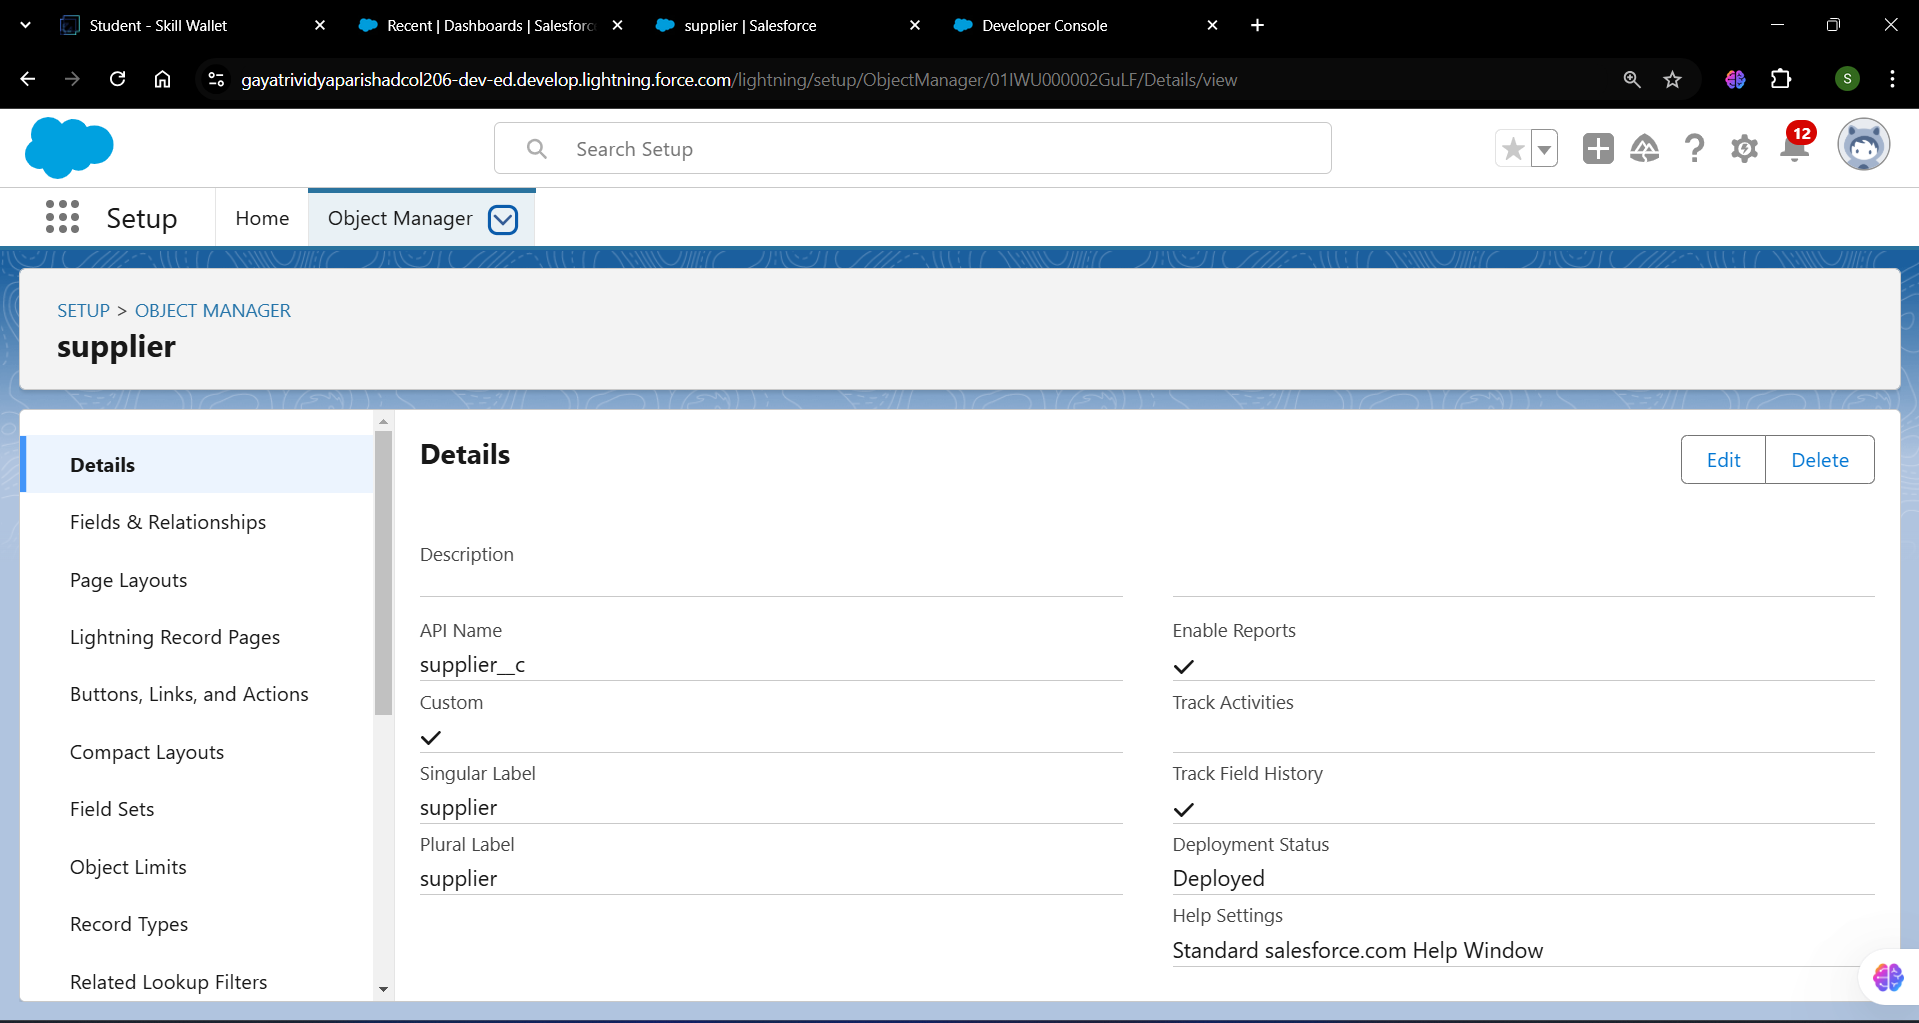 Student - Skill Wallet
Recent | Dashboards | Salesforc
supplier | Salesforce
Developer Console
gayatrividyaparishadcol206-dev-ed.develop.lightning.force.com/lightning/setup/ObjectManager/01IWU000002GuLF/Details/view
S
Search Setup
12
Setup
Home
Object Manager
SETUP > OBJECT MANAGER
supplier
Details
Fields & Relationships
Page Layouts
Lightning Record Pages
Buttons, Links, and Actions
Compact Layouts
Field Sets
Object Limits
Record Types
Related Lookup Filters
Details
Edit
Delete
Description
API Name
supplier__c
Custom
Singular Label
supplier
Plural Label
supplier
Enable Reports
Track Activities
Track Field History
Deployment Status
Deployed
Help Settings
Standard salesforce.com Help Window